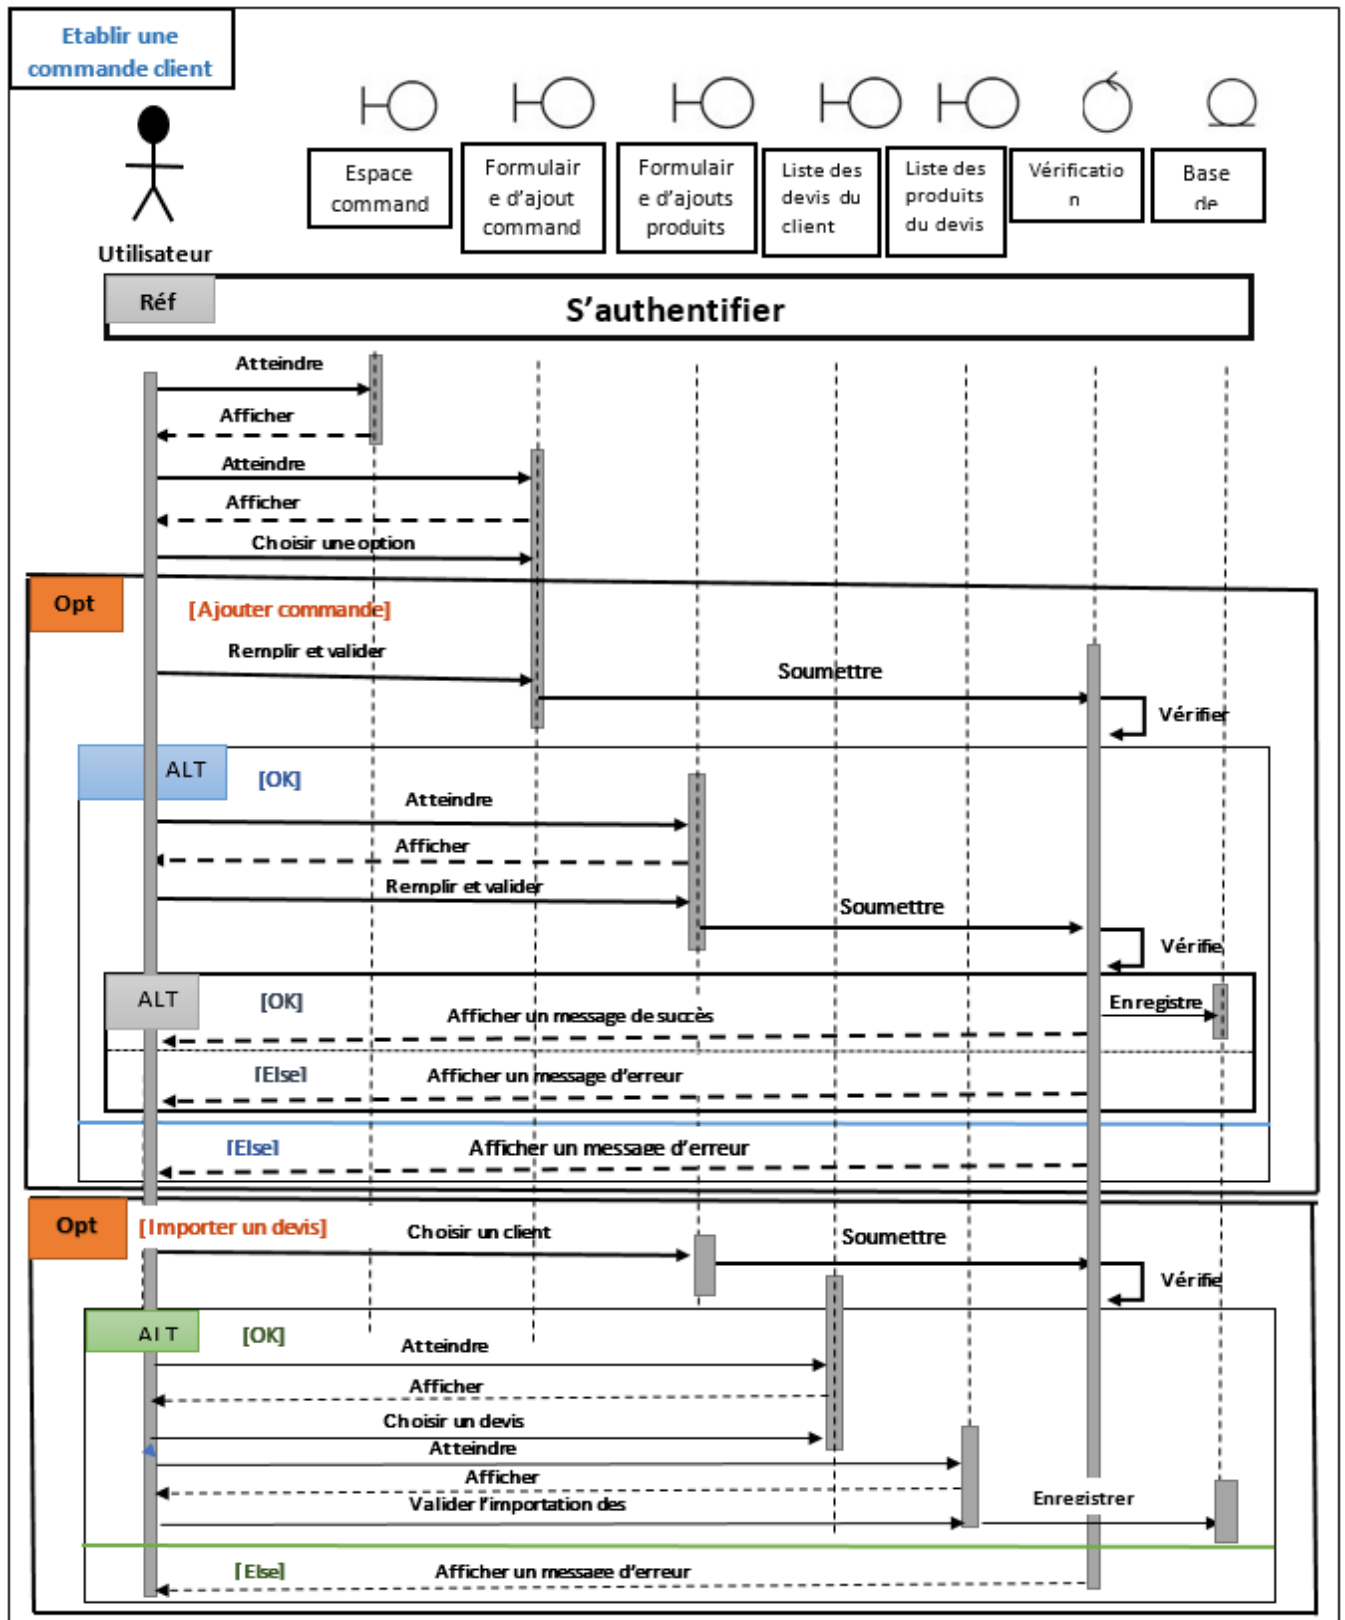 Etablir une
commande client
Utilisateur
Espace
command
Formulair
e d'ajout
command
Formulair
e d'ajouts
produits
Liste des
devis du
client
Liste des
produits
du devis
Vérificatio
n
Base
de
Réf
S'authentifier
Atteindre
Afficher
Atteindre
Afficher
Choisir une option
Opt
[Ajouter commande]
Remplir et valider
Soumettre
Vérifier
ALT
[OK]
Atteindre
Afficher
Remplir et valider
Soumettre
Vérifie
ALT
[OK]
Afficher un message de succès
Enregistre
[Else]
Afficher un message d'erreur
[Else]
Afficher un message d'erreur
Opt
[Importer un devis]
Choisir un client
Soumettre
Vérifie
ALT
[OK]
Atteindre
Afficher
Choisir un devis
Atteindre
Afficher
Valider l'importation des
Enregistrer
[Else]
Afficher un message d'erreur